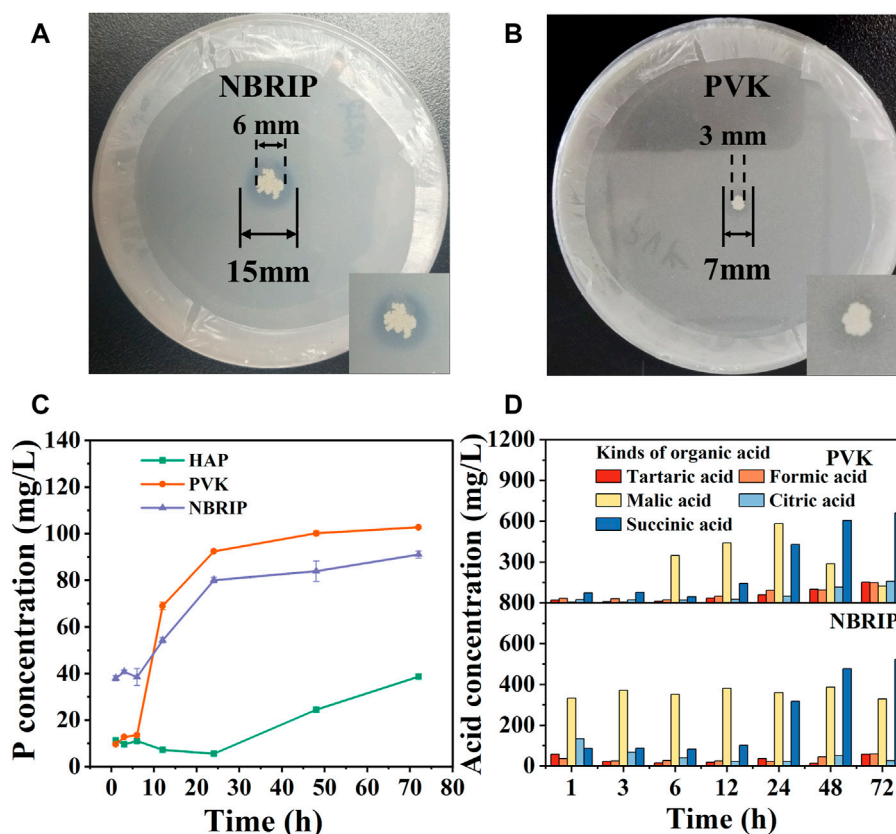 A
NBRIP
6 mm
15mm
B
PVK
3 mm
7mm
C
P concentration (mg/L)
140
120
100
80
60
40
20
0
HAP
PVK
NBRIP
0 10 20 30 40 50 60 70 80
Time (h)
D
Acid concentration (mg/L)
1200
900
600
300
800
600
400
200
0
Kinds of organic acid
PVK
Tartaric acid Formic acid
Malic acid Citric acid
Succinic acid
NBRIP
1 3 6 12 24 48 72
Time (h)